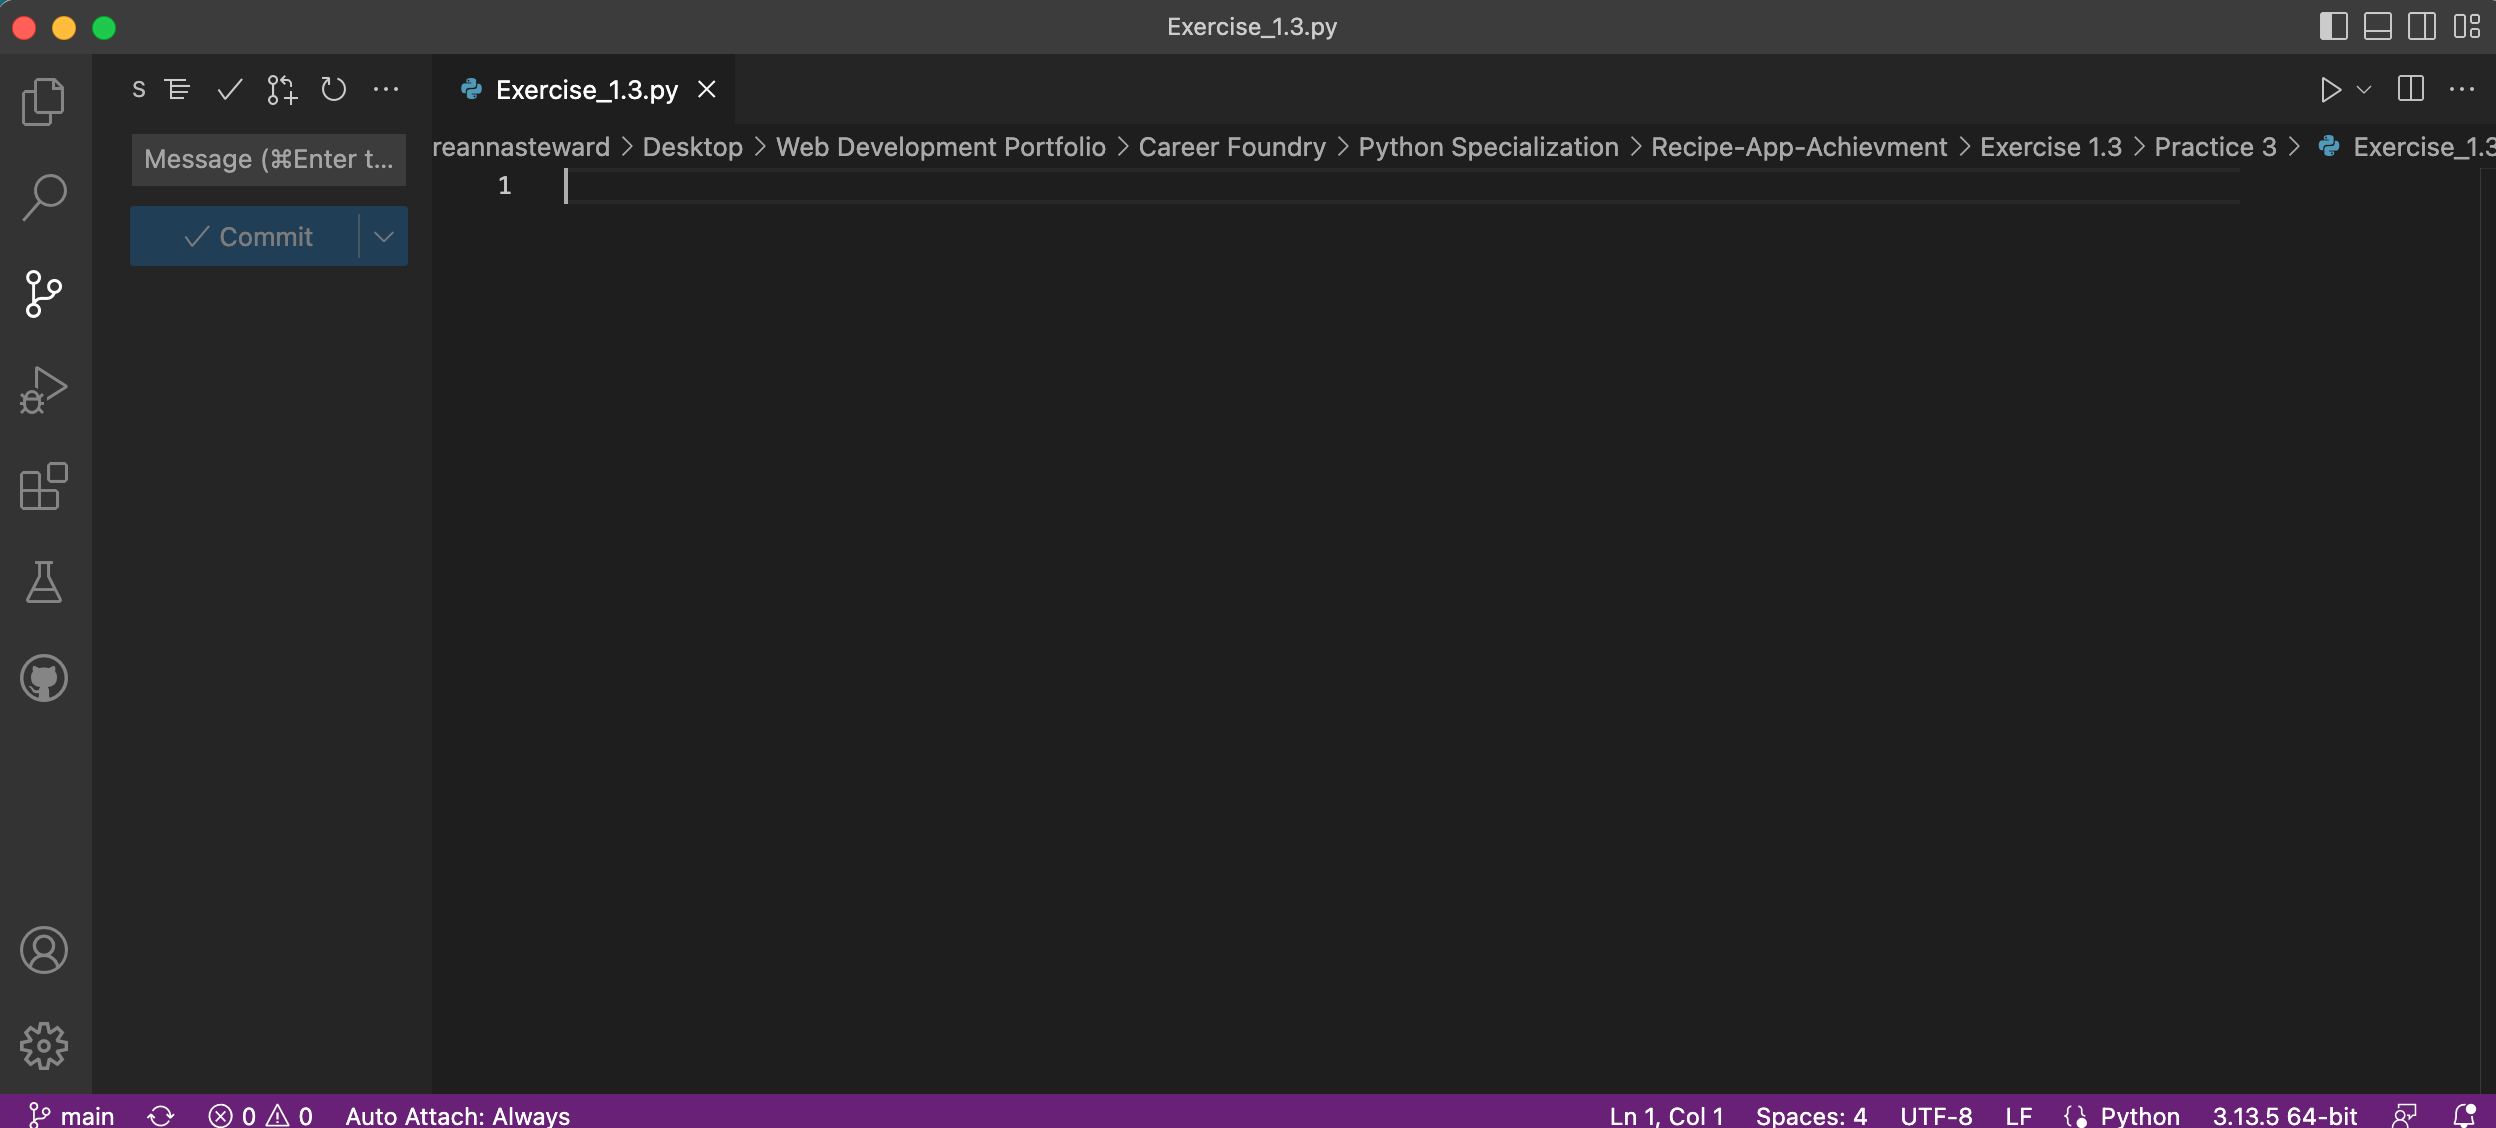 Exercise_1.3.py
S
Exercise_1.3.py
Message (⌘Enter t...
reannasteward > Desktop > Web Development Portfolio > Career Foundry > Python Specialization > Recipe-App-Achievment > Exercise 1.3 > Practice 3 > Exercise_1.3
1
Commit
main 0 0 Auto Attach: Always Ln 1, Col 1 Spaces: 4 UTF-8 LF { } Python 3.13.5 64-bit